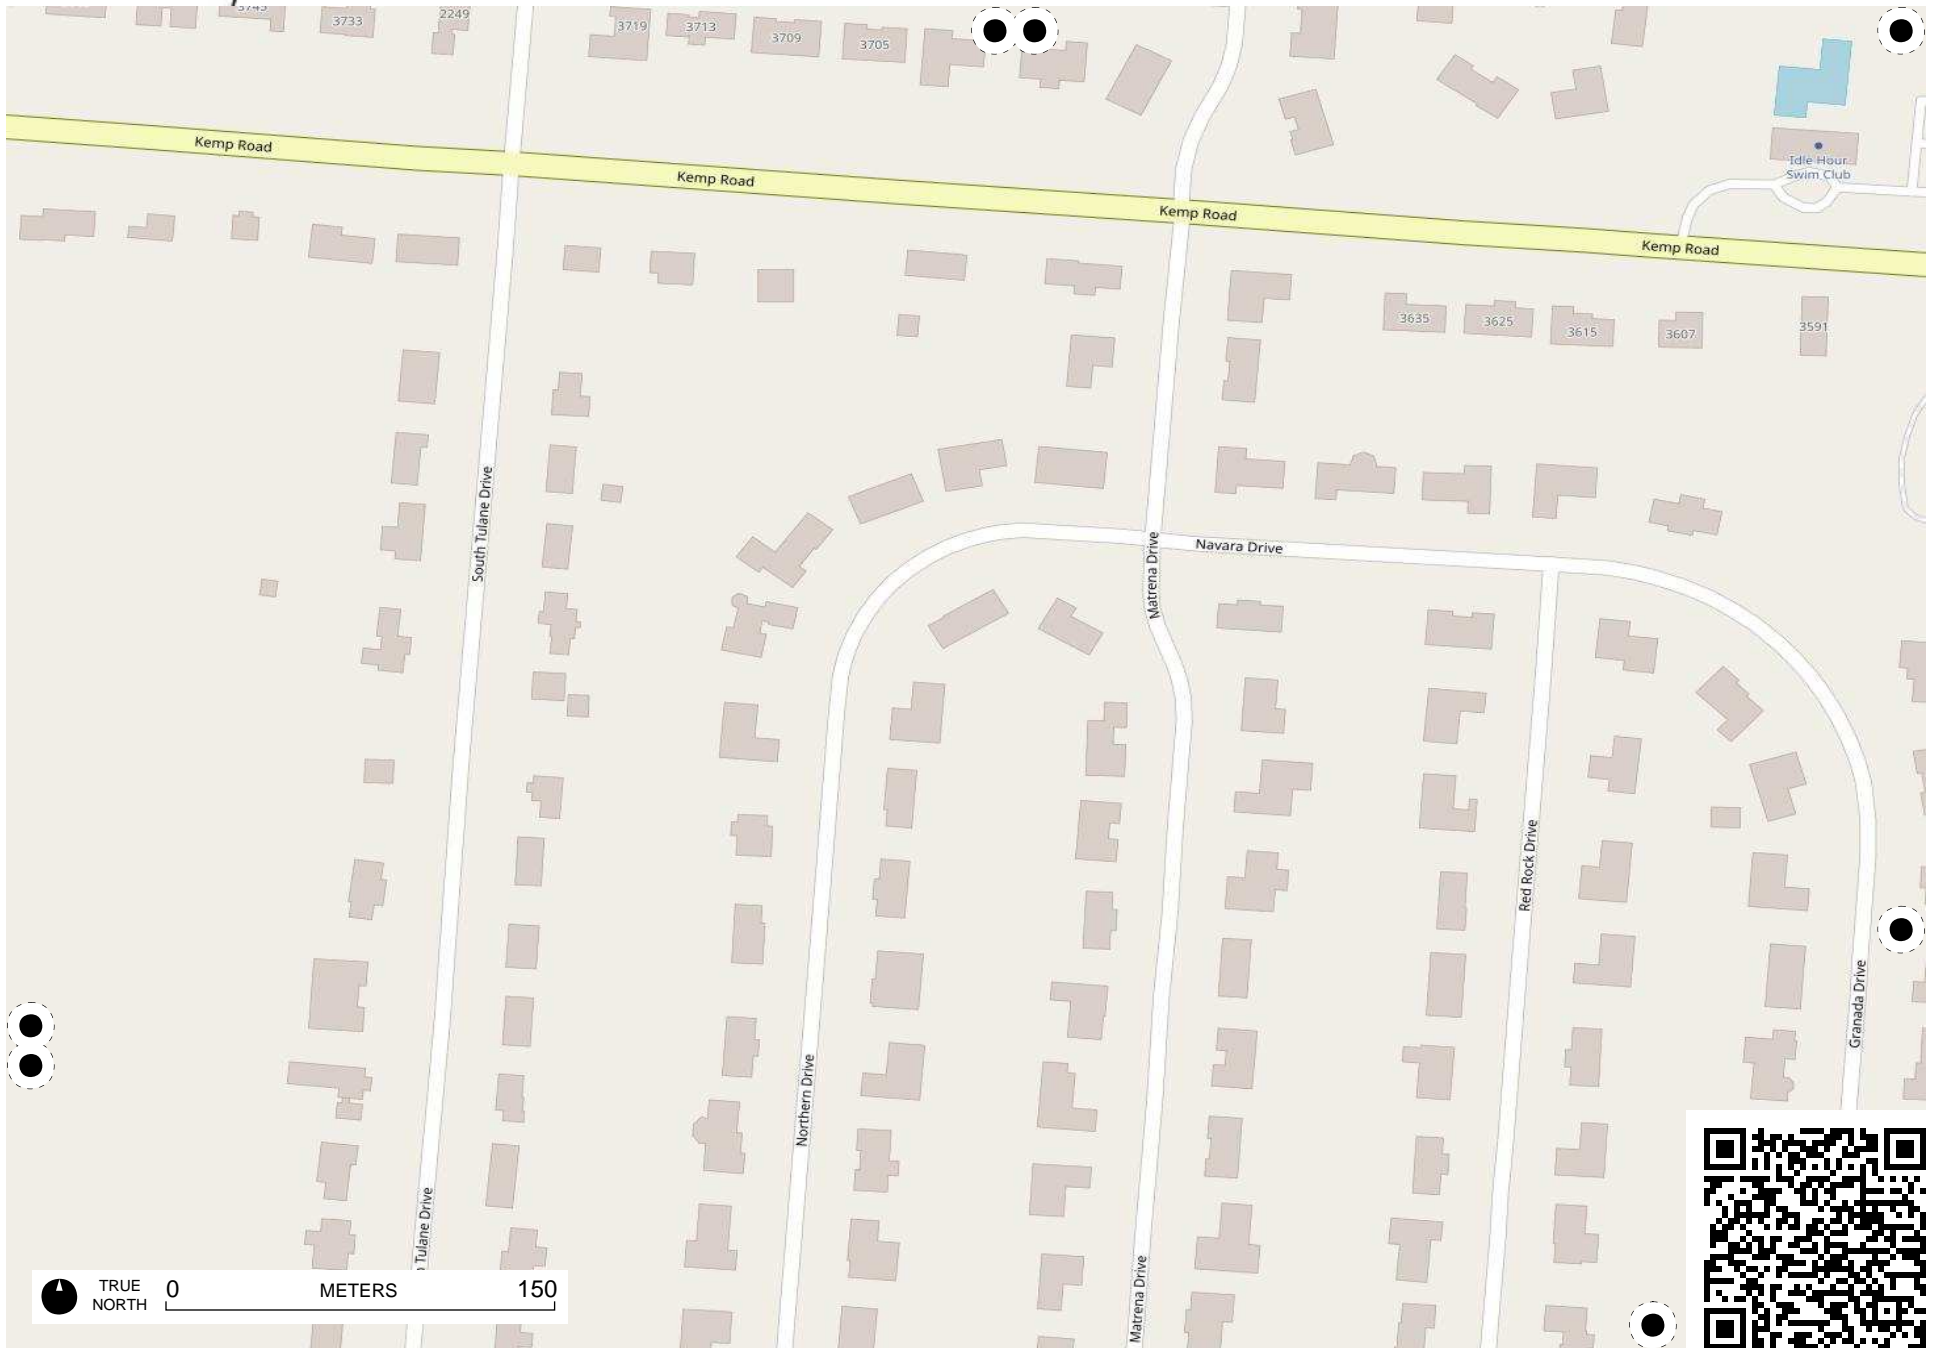 3745
3733
2249
3719
3713
3709
3705
Kemp Road
Kemp Road
Kemp Road
Kemp Road
Idle Hour
Swim Club
3635
3625
3615
3607
3591
South Tulane Drive
Matrena Drive
Navara Drive
Red Rock Drive
Granada Drive
Northern Drive
Tulane Drive
Matrena Drive
TRUE
NORTH
0
METERS
150